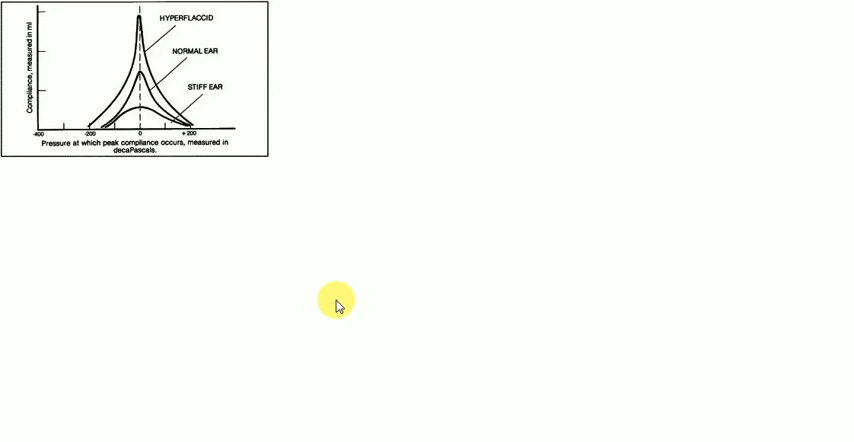 HYPERFLACCID
NORMAL EAR
STIFF EAR
Compliance, measured in ml
-400 -200 0 +200
Pressure at which peak compliance occurs, measured in
decaPascals.